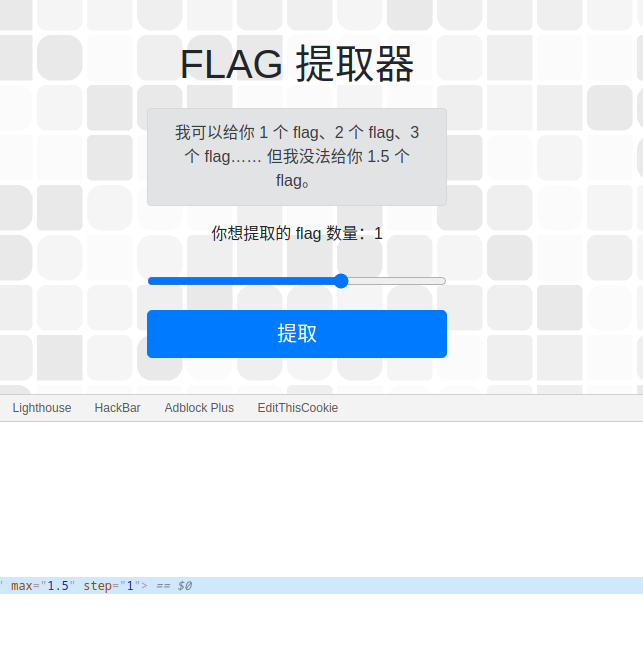 FLAG 提取器
我可以给你 1 个 flag、2 个 flag、3
个 flag…… 但我没法给你 1.5 个
flag。
你想提取的 flag 数量：1
提取
Lighthouse HackBar Adblock Plus EditThisCookie
" max="1.5" step="1"> == $0